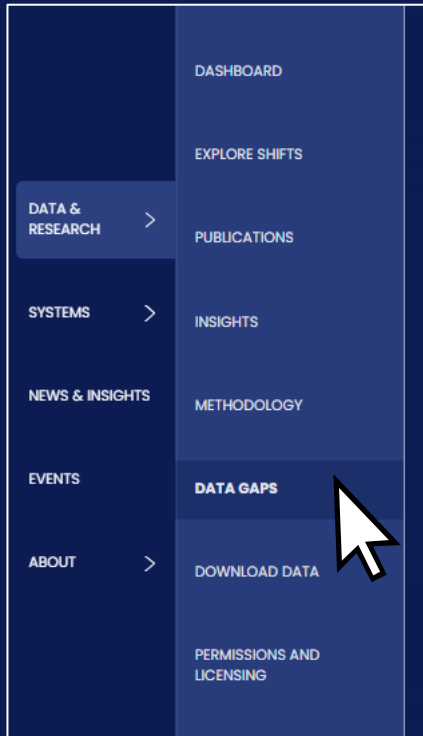 DATA &
RESEARCH
SYSTEMS
NEWS & INSIGHTS
EVENTS
ABOUT
DASHBOARD
EXPLORE SHIFTS
PUBLICATIONS
INSIGHTS
METHODOLOGY
DATA GAPS
DOWNLOAD DATA
PERMISSIONS AND
LICENSING